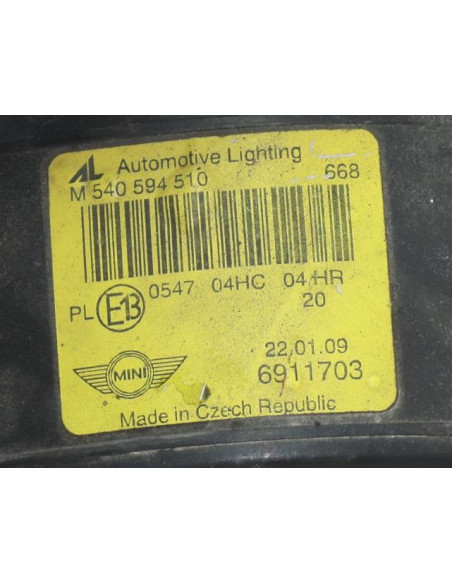 AL Automotive Lighting
M 540 594 510 668
PL E13 0547 04HC 04 HR
20
22.01.09
MINI 6911703
Made in Czech Republic